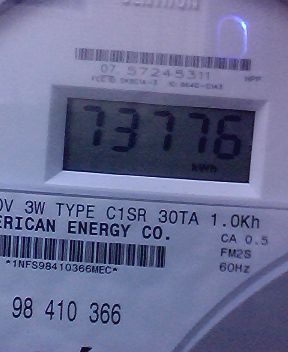 07 57245311
73776
kWh
0V 3W TYPE C1SR 30TA 1.0Kh
ERICAN ENERGY CO.
CA 0.5
FM2S
*1NFS98410366MEC*
60Hz
98 410 366